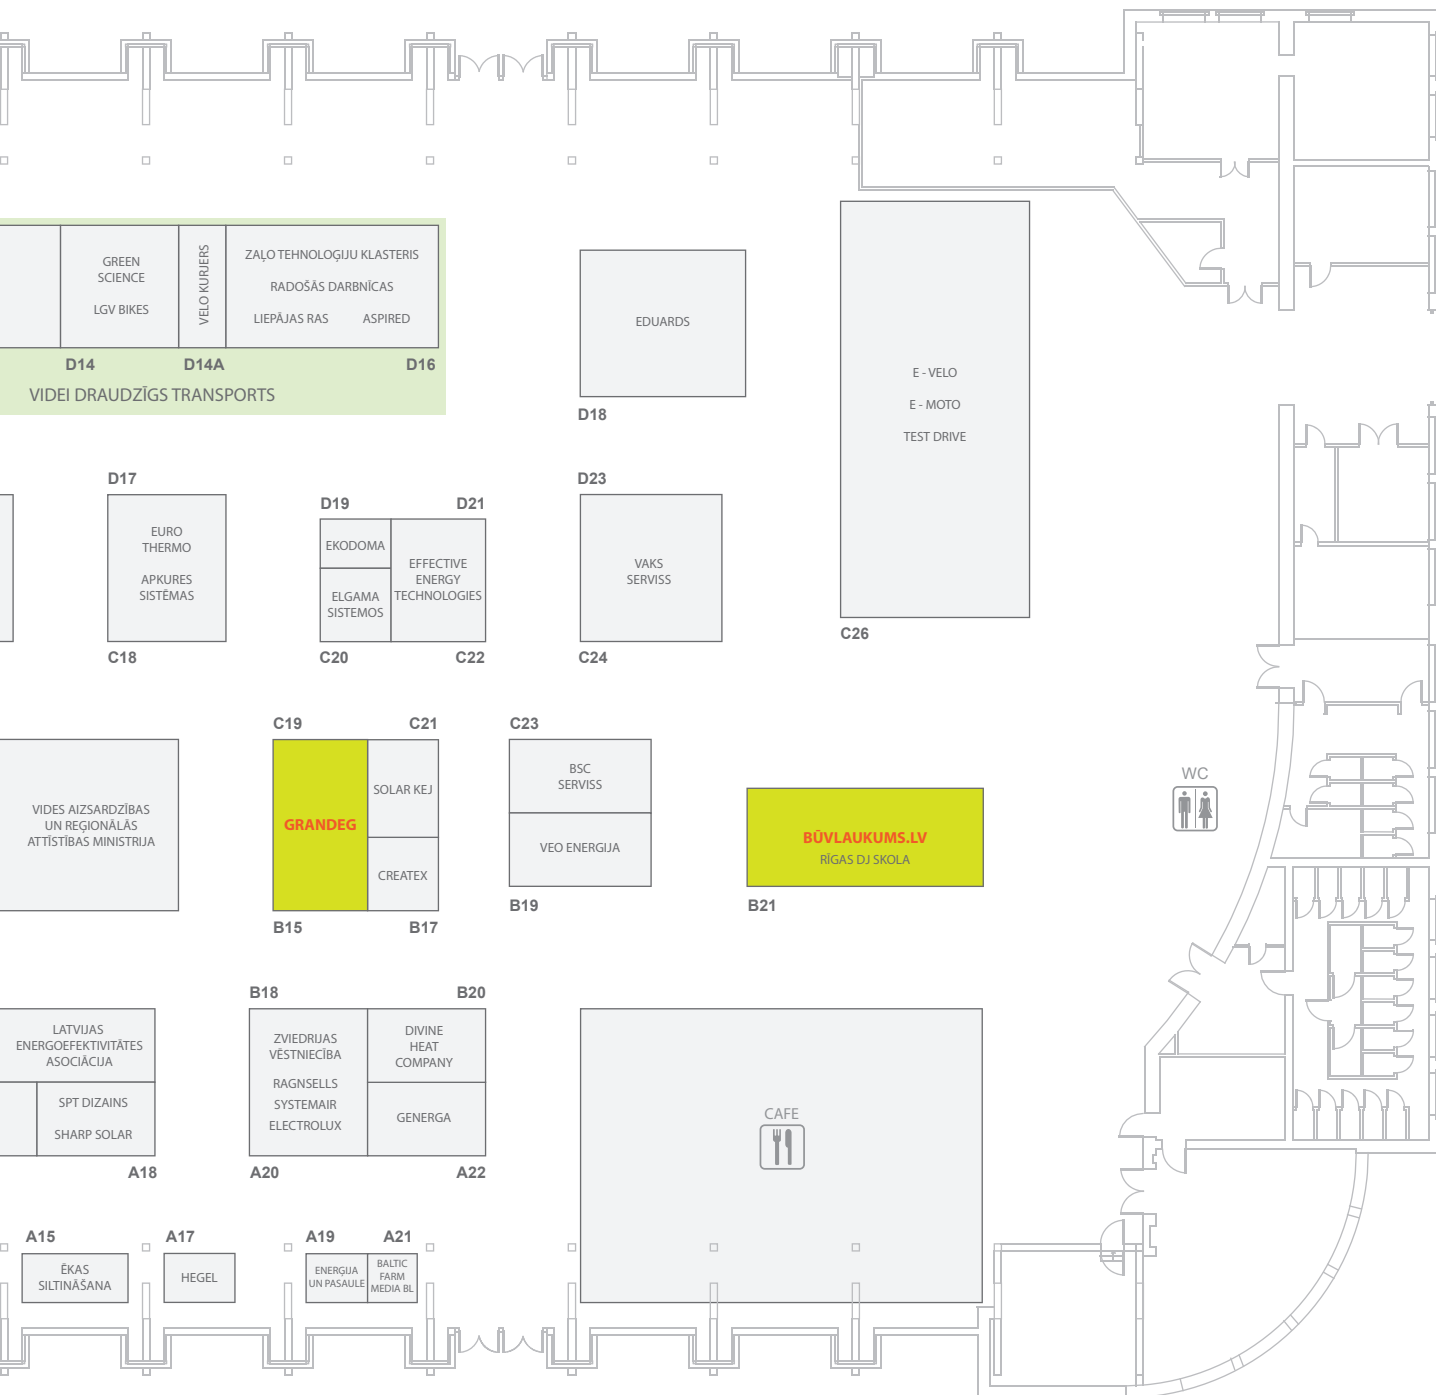 GREEN
SCIENCE
LGV BIKES
VELO KURJERS
ZAĻO TEHNOLOĢIJU KLASTERIS
RADOŠĀS DARBNĪCAS
LIEPĀJAS RAS ASPIRED
D14 D14A D16
VIDEI DRAUDZĪGS TRANSPORTS
EDUARDS
D18
E - VELO
E - MOTO
TEST DRIVE
C26
D17
EURO
THERMO
APKURES
SISTĒMAS
C18
D19 D21
EKODOMA
ELGAMA
SISTEMOS
EFFECTIVE
ENERGY
TECHNOLOGIES
C20 C22
D23
VAKS
SERVISS
C24
VIDES AIZSARDZĪBAS
UN REĢIONĀLĀS
ATTĪSTĪBAS MINISTRIJA
C19 C21
GRANDEG
SOLAR KEJ
CREATEX
B15 B17
C23
BSC
SERVISS
VEO ENERGIJA
B19
BŪVLAUKUMS.LV
RĪGAS DJ SKOLA
B21
WC
LATVIJAS
ENERGOEFEKTIVITĀTES
ASOCIĀCIJA
SPT DIZAINS
SHARP SOLAR
A18
B18 B20
ZVIEDRIJAS
VĒSTNIECĪBA
RAGNSELLS
SYSTEMAIR
ELECTROLUX
DIVINE
HEAT
COMPANY
GENERGA
A20 A22
CAFE
A15
ĒKAS
SILTINĀŠANA
A17
HEGEL
A19 A21
ENERĢIJA
UN PASAULE
BALTIC
FARM
MEDIA BL